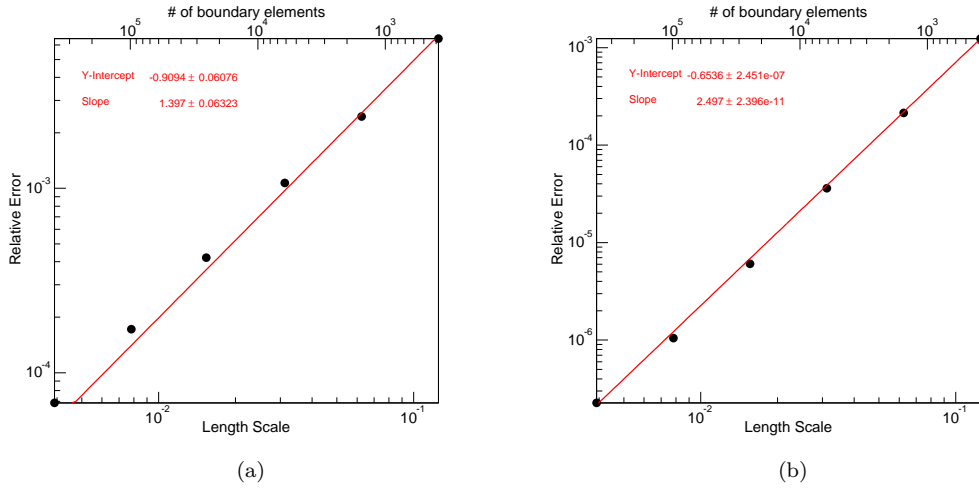 # of boundary elements
10^5 10^4 10^3
Y-Intercept -0.9094 ± 0.06076
Slope 1.397 ± 0.06323
10^-3
10^-4
Relative Error
10^-2 10^-1
Length Scale
(a)
# of boundary elements
10^5 10^4 10^3
10^-3
Y-Intercept -0.6536 ± 2.451e-07
Slope 2.497 ± 2.396e-11
10^-4
10^-5
10^-6
Relative Error
10^-2 10^-1
Length Scale
(b)